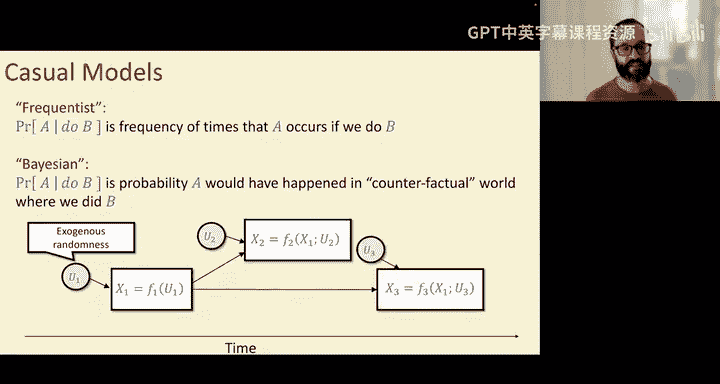 GPT中英字幕课程资源
bilibili
Casual Models
“Frequentist”:
Pr[ A | do B ] is frequency of times that A occurs if we do B
“Bayesian”:
Pr[ A | do B ] is probability A would have happened in “counter-factual” world
where we did B
Exogenous
randomness
U₁
X₁ = f₁(U₁)
U₂
X₂ = f₂(X₁; U₂)
U₃
X₃ = f₃(X₁; U₃)
Time